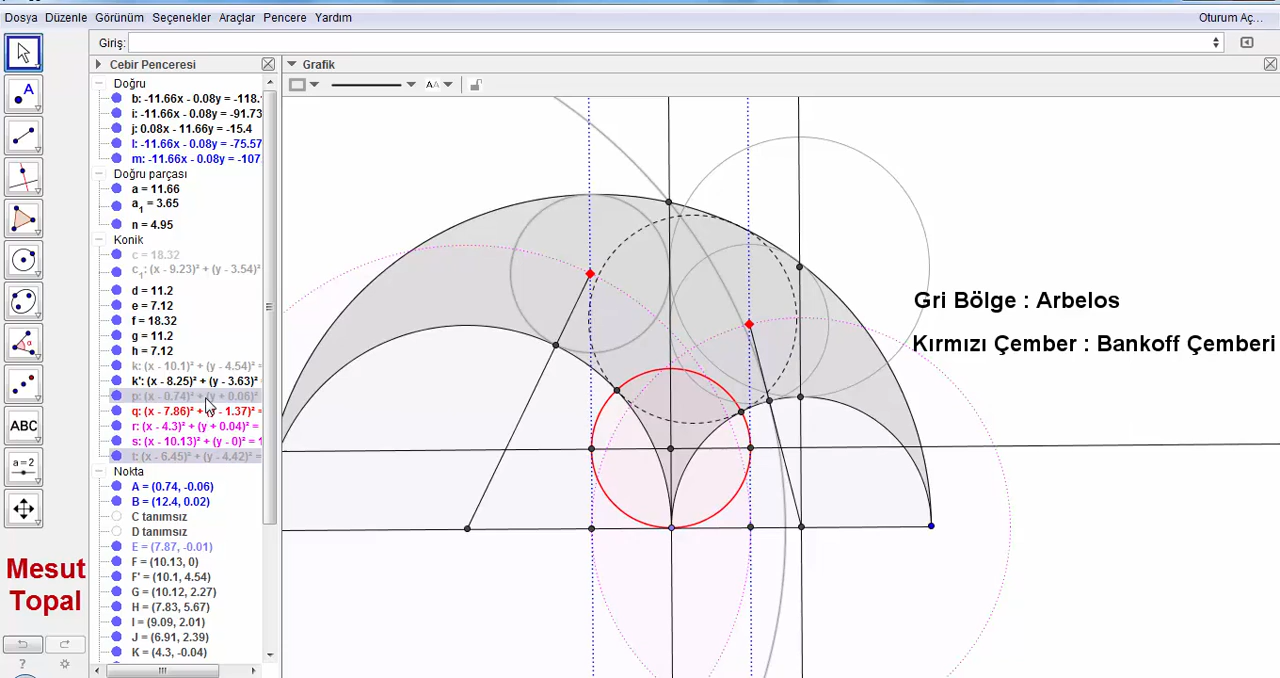 Dosya Düzenle Görünüm Seçenekler Araçlar Pencere Yardım Oturum Aç...
Giriş:
Cebir Penceresi
Grafik
Doğru
b: -11.66x - 0.08y = -118.
i: -11.66x - 0.08y = -91.73
j: 0.08x - 11.66y = -15.4
l: -11.66x - 0.08y = -75.57
m: -11.66x - 0.08y = -107.
Doğru parçası
a = 11.66
a1 = 3.65
n = 4.95
Konik
c = 18.32
c1: (x - 9.23)² + (y - 3.54)²
d = 11.2
e = 7.12
f = 18.32
g = 11.2
h = 7.12
k: (x - 10.1)² + (y - 4.54)²
k': (x - 8.25)² + (y - 3.63)²
p: (x - 0.74)² + (y + 0.06)²
q: (x - 7.86)² + (y - 1.37)² =
r: (x - 4.3)² + (y + 0.04)² =
s: (x - 10.13)² + (y - 0)² = 1
t: (x - 6.45)² + (y - 4.42)² =
Nokta
A = (0.74, -0.06)
B = (12.4, 0.02)
C tanımsız
D tanımsız
E = (7.87, -0.01)
F = (10.13, 0)
F' = (10.1, 4.54)
G = (10.12, 2.27)
H = (7.83, 5.67)
I = (9.09, 2.01)
J = (6.91, 2.39)
K = (4.3, -0.04)
A
α
ABC
a = 2
AA
Mesut
Topal
?
Gri Bölge : Arbelos
Kırmızı Çember : Bankoff Çemberi